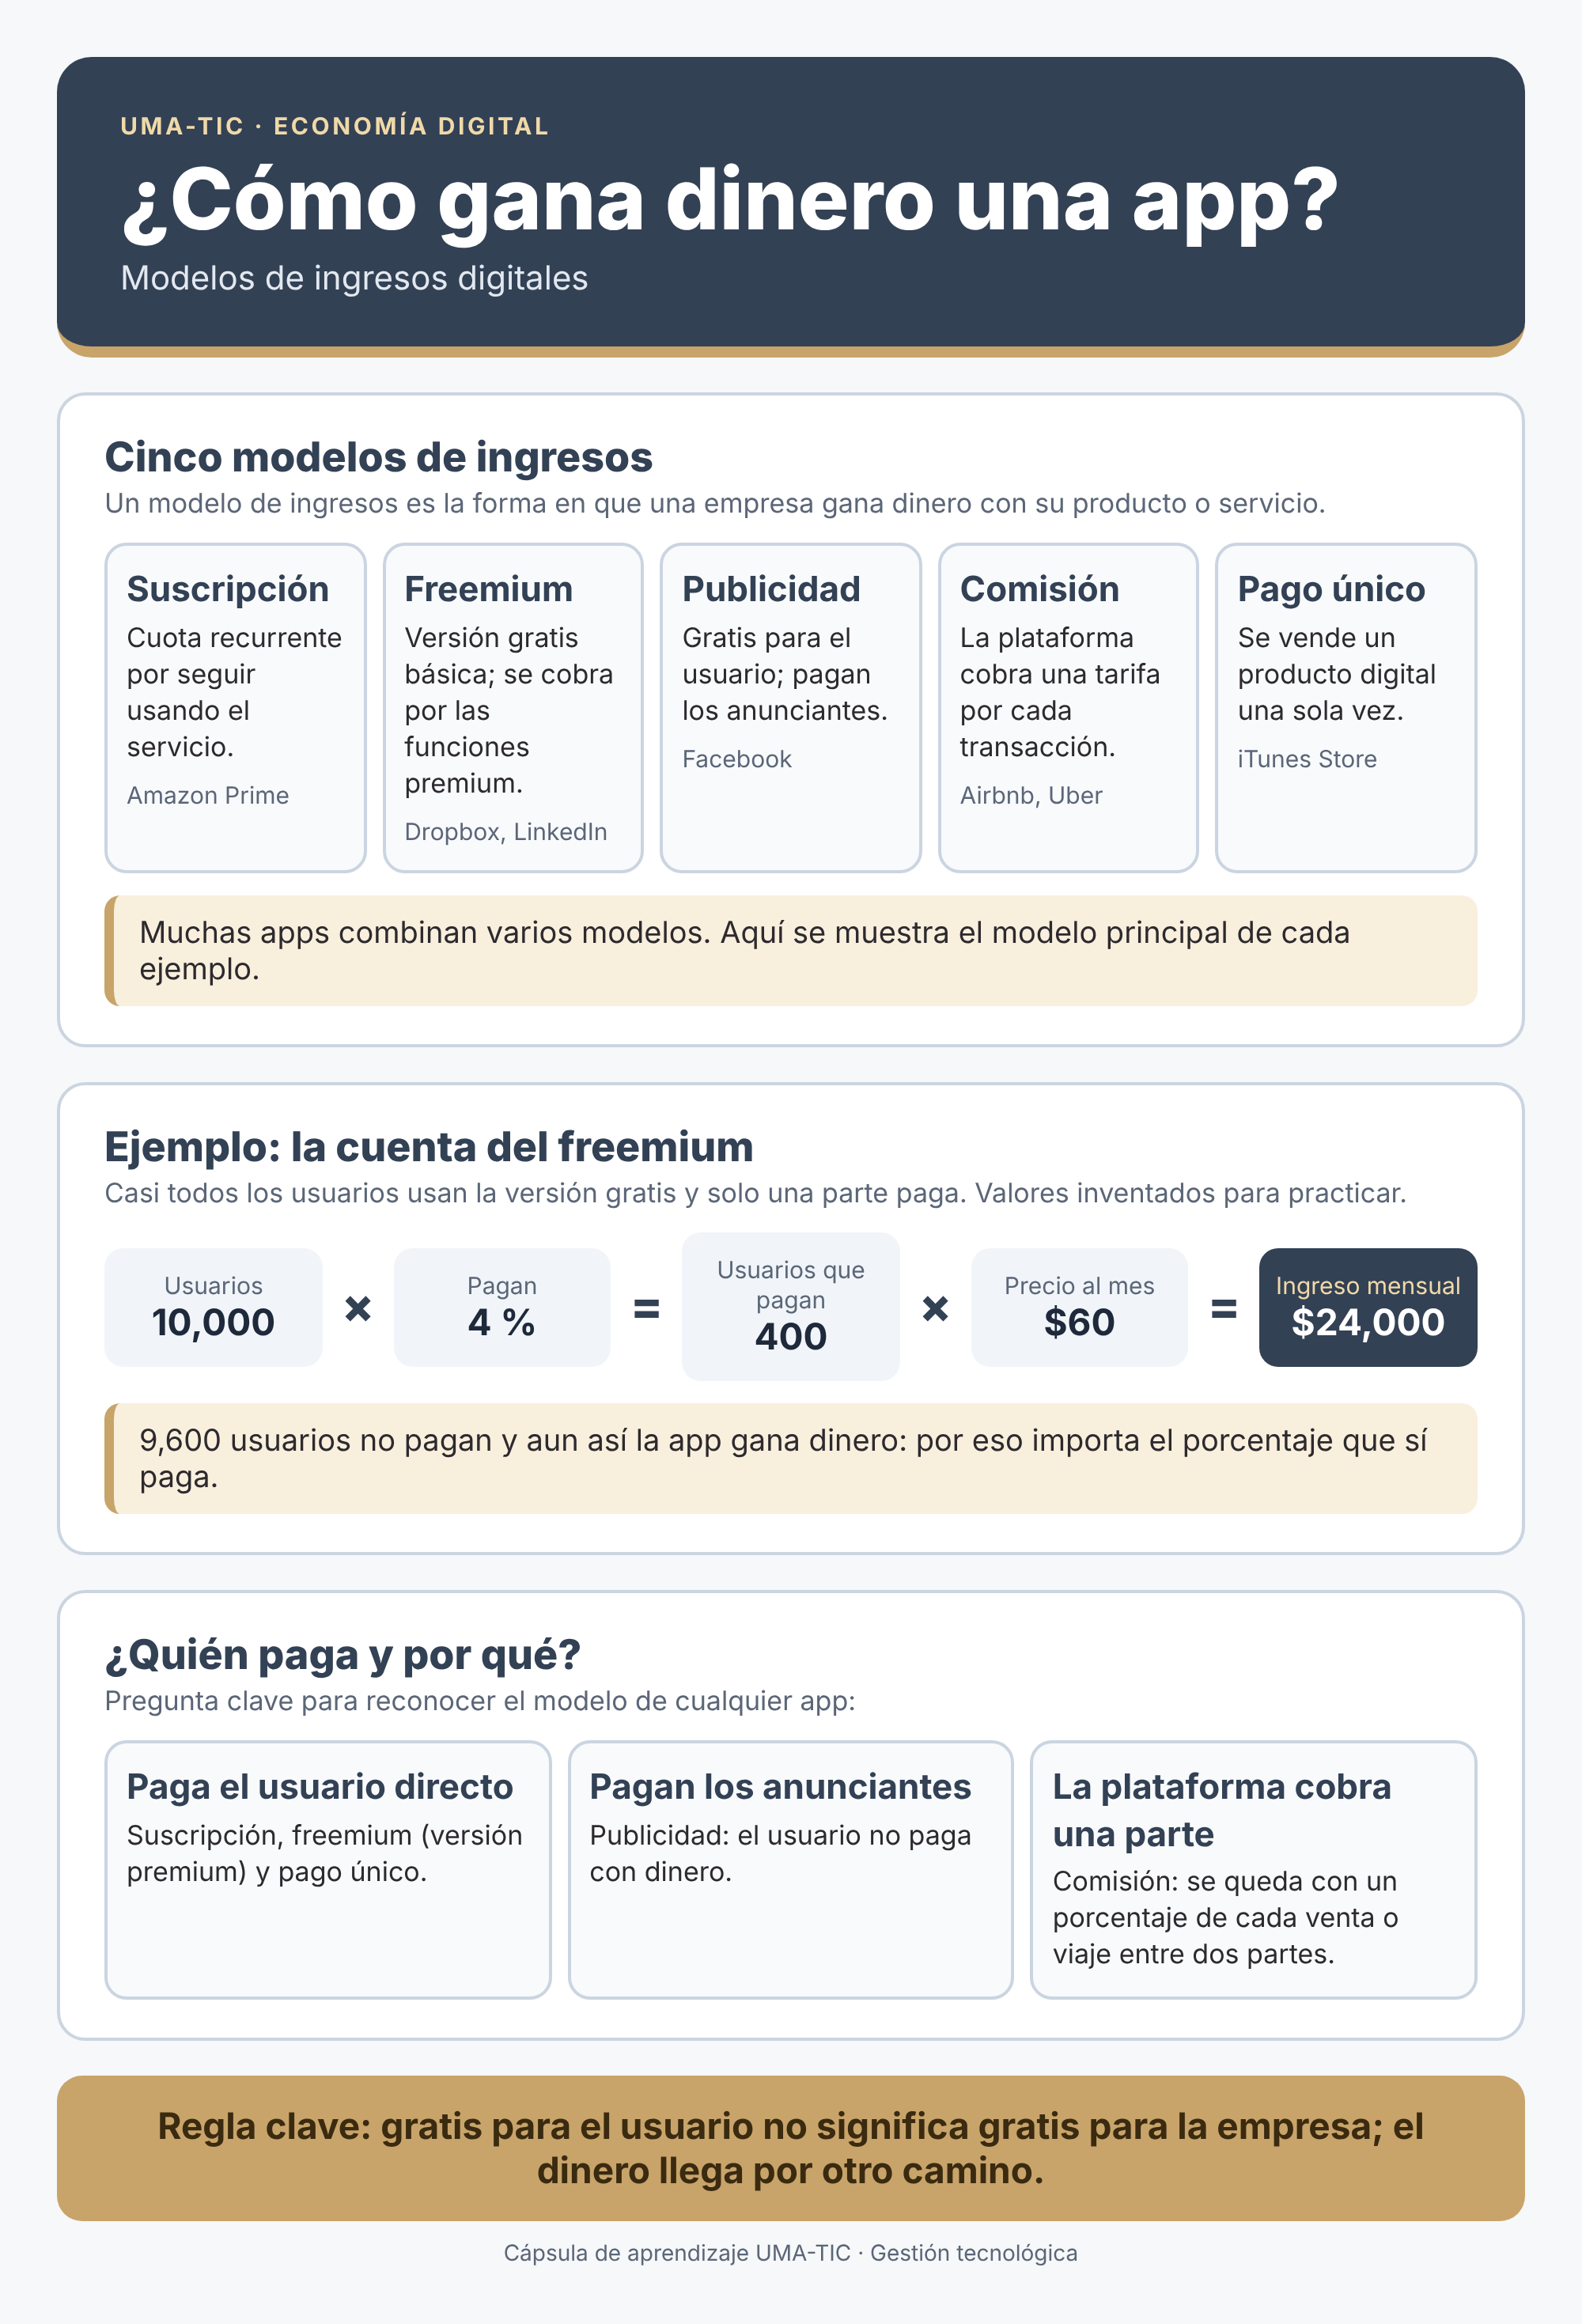 UMA-TIC · ECONOMÍA DIGITAL
¿Cómo gana dinero una app?
Modelos de ingresos digitales
Cinco modelos de ingresos
Un modelo de ingresos es la forma en que una empresa gana dinero con su producto o servicio.
Suscripción
Cuota recurrente
por seguir
usando el
servicio.
Amazon Prime
Freemium
Versión gratis
básica; se cobra
por las
funciones
premium.
Dropbox, LinkedIn
Publicidad
Gratis para el
usuario; pagan
los anunciantes.
Facebook
Comisión
La plataforma
cobra una tarifa
por cada
transacción.
Airbnb, Uber
Pago único
Se vende un
producto digital
una sola vez.
iTunes Store
Muchas apps combinan varios modelos. Aquí se muestra el modelo principal de cada
ejemplo.
Ejemplo: la cuenta del freemium
Casi todos los usuarios usan la versión gratis y solo una parte paga. Valores inventados para practicar.
Usuarios
10,000
×
Pagan
4 %
=
Usuarios que
pagan
400
×
Precio al mes
$60
=
Ingreso mensual
$24,000
9,600 usuarios no pagan y aun así la app gana dinero: por eso importa el porcentaje que sí
paga.
¿Quién paga y por qué?
Pregunta clave para reconocer el modelo de cualquier app:
Paga el usuario directo
Suscripción, freemium (versión
premium) y pago único.
Pagan los anunciantes
Publicidad: el usuario no paga
con dinero.
La plataforma cobra
una parte
Comisión: se queda con un
porcentaje de cada venta o
viaje entre dos partes.
Regla clave: gratis para el usuario no significa gratis para la empresa; el
dinero llega por otro camino.
Cápsula de aprendizaje UMA-TIC · Gestión tecnológica